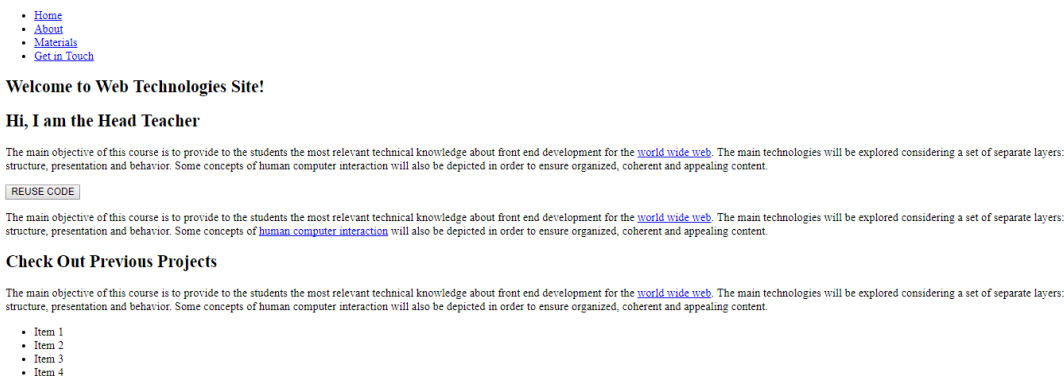 Home
About
Materials
Get in Touch
Welcome to Web Technologies Site!
Hi, I am the Head Teacher
The main objective of this course is to provide to the students the most relevant technical knowledge about front end development for the world wide web. The main technologies will be explored considering a set of separate layers:
structure, presentation and behavior. Some concepts of human computer interaction will also be depicted in order to ensure organized, coherent and appealing content.
REUSE CODE
The main objective of this course is to provide to the students the most relevant technical knowledge about front end development for the world wide web. The main technologies will be explored considering a set of separate layers:
structure, presentation and behavior. Some concepts of human computer interaction will also be depicted in order to ensure organized, coherent and appealing content.
Check Out Previous Projects
The main objective of this course is to provide to the students the most relevant technical knowledge about front end development for the world wide web. The main technologies will be explored considering a set of separate layers:
structure, presentation and behavior. Some concepts of human computer interaction will also be depicted in order to ensure organized, coherent and appealing content.
Item 1
Item 2
Item 3
Item 4